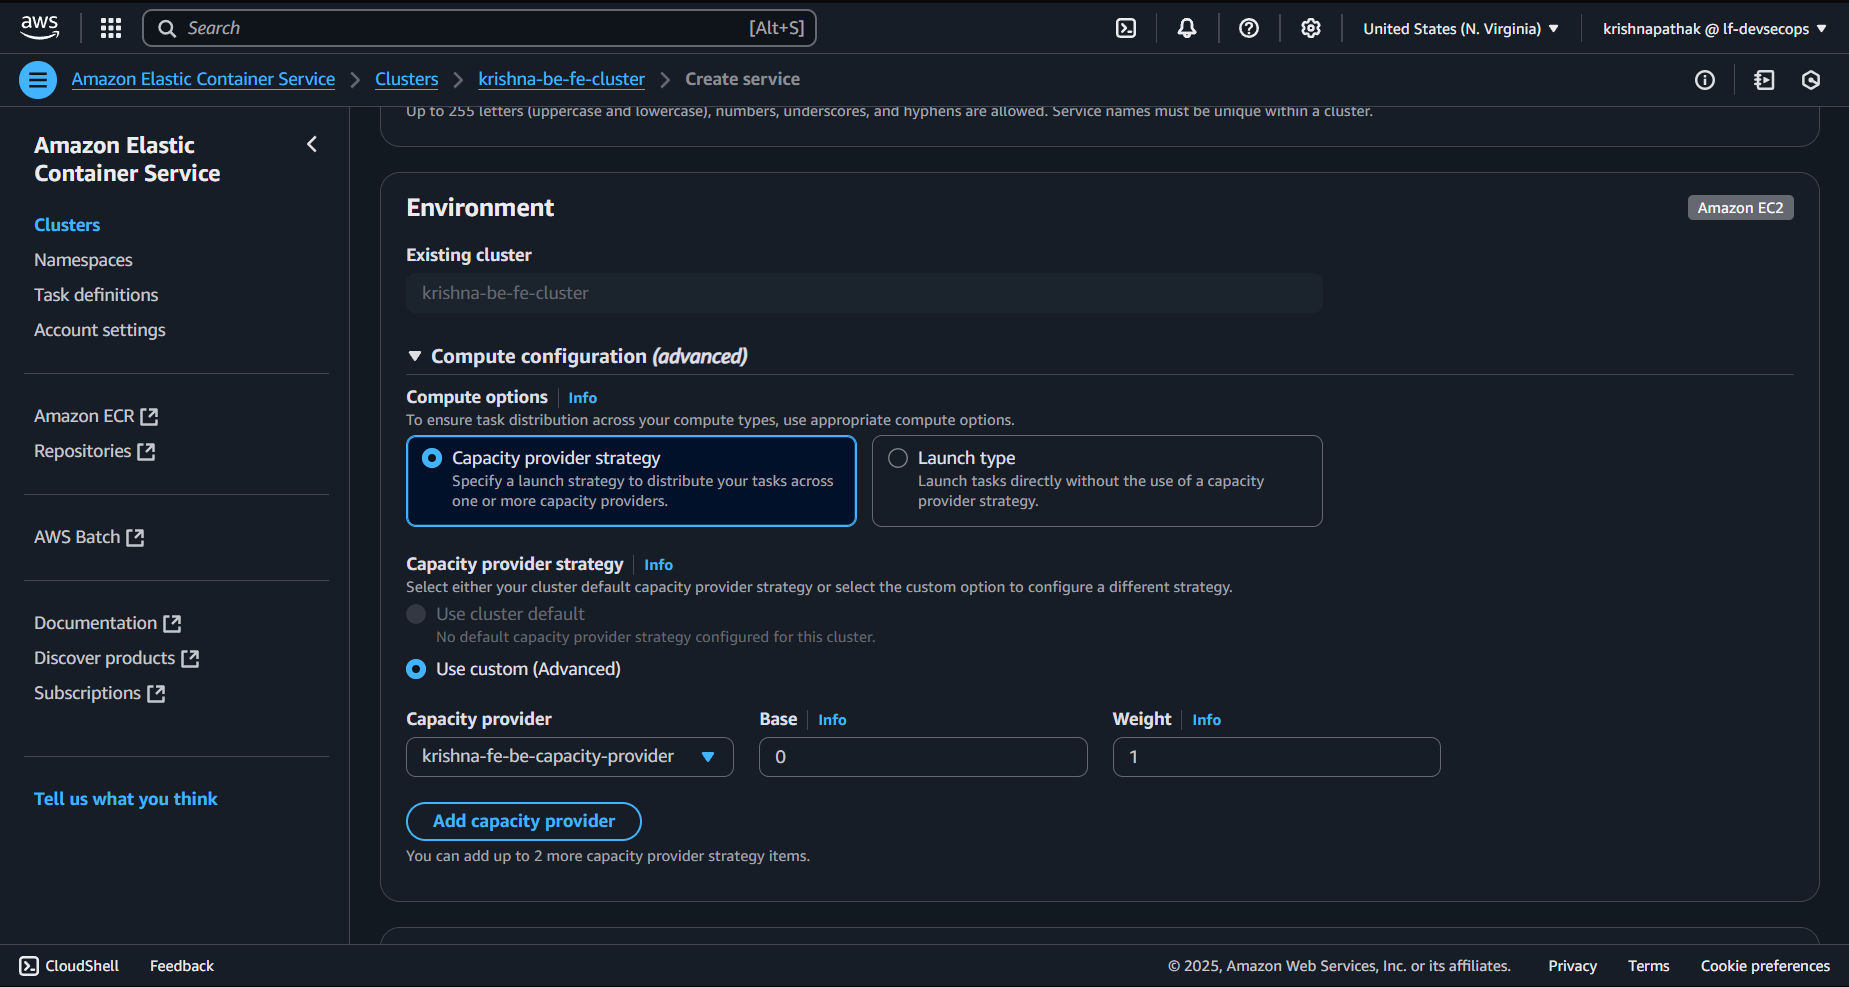 aws
Search
[Alt+S]
United States (N. Virginia)
krishnapathak @ lf-devsecops
Amazon Elastic Container Service
Clusters
krishna-be-fe-cluster
Create service
Amazon Elastic
Container Service
Clusters
Namespaces
Task definitions
Account settings
Amazon ECR
Repositories
AWS Batch
Documentation
Discover products
Subscriptions
Tell us what you think
Up to 255 letters (uppercase and lowercase), numbers, underscores, and hyphens are allowed. Service names must be unique within a cluster.
Environment
Amazon EC2
Existing cluster
krishna-be-fe-cluster
Compute configuration (advanced)
Compute options
Info
To ensure task distribution across your compute types, use appropriate compute options.
Capacity provider strategy
Specify a launch strategy to distribute your tasks across
one or more capacity providers.
Launch type
Launch tasks directly without the use of a capacity
provider strategy.
Capacity provider strategy
Info
Select either your cluster default capacity provider strategy or select the custom option to configure a different strategy.
Use cluster default
No default capacity provider strategy configured for this cluster.
Use custom (Advanced)
Capacity provider
krishna-fe-be-capacity-provider
Base
Info
0
Weight
Info
1
Add capacity provider
You can add up to 2 more capacity provider strategy items.
CloudShell
Feedback
© 2025, Amazon Web Services, Inc. or its affiliates.
Privacy
Terms
Cookie preferences